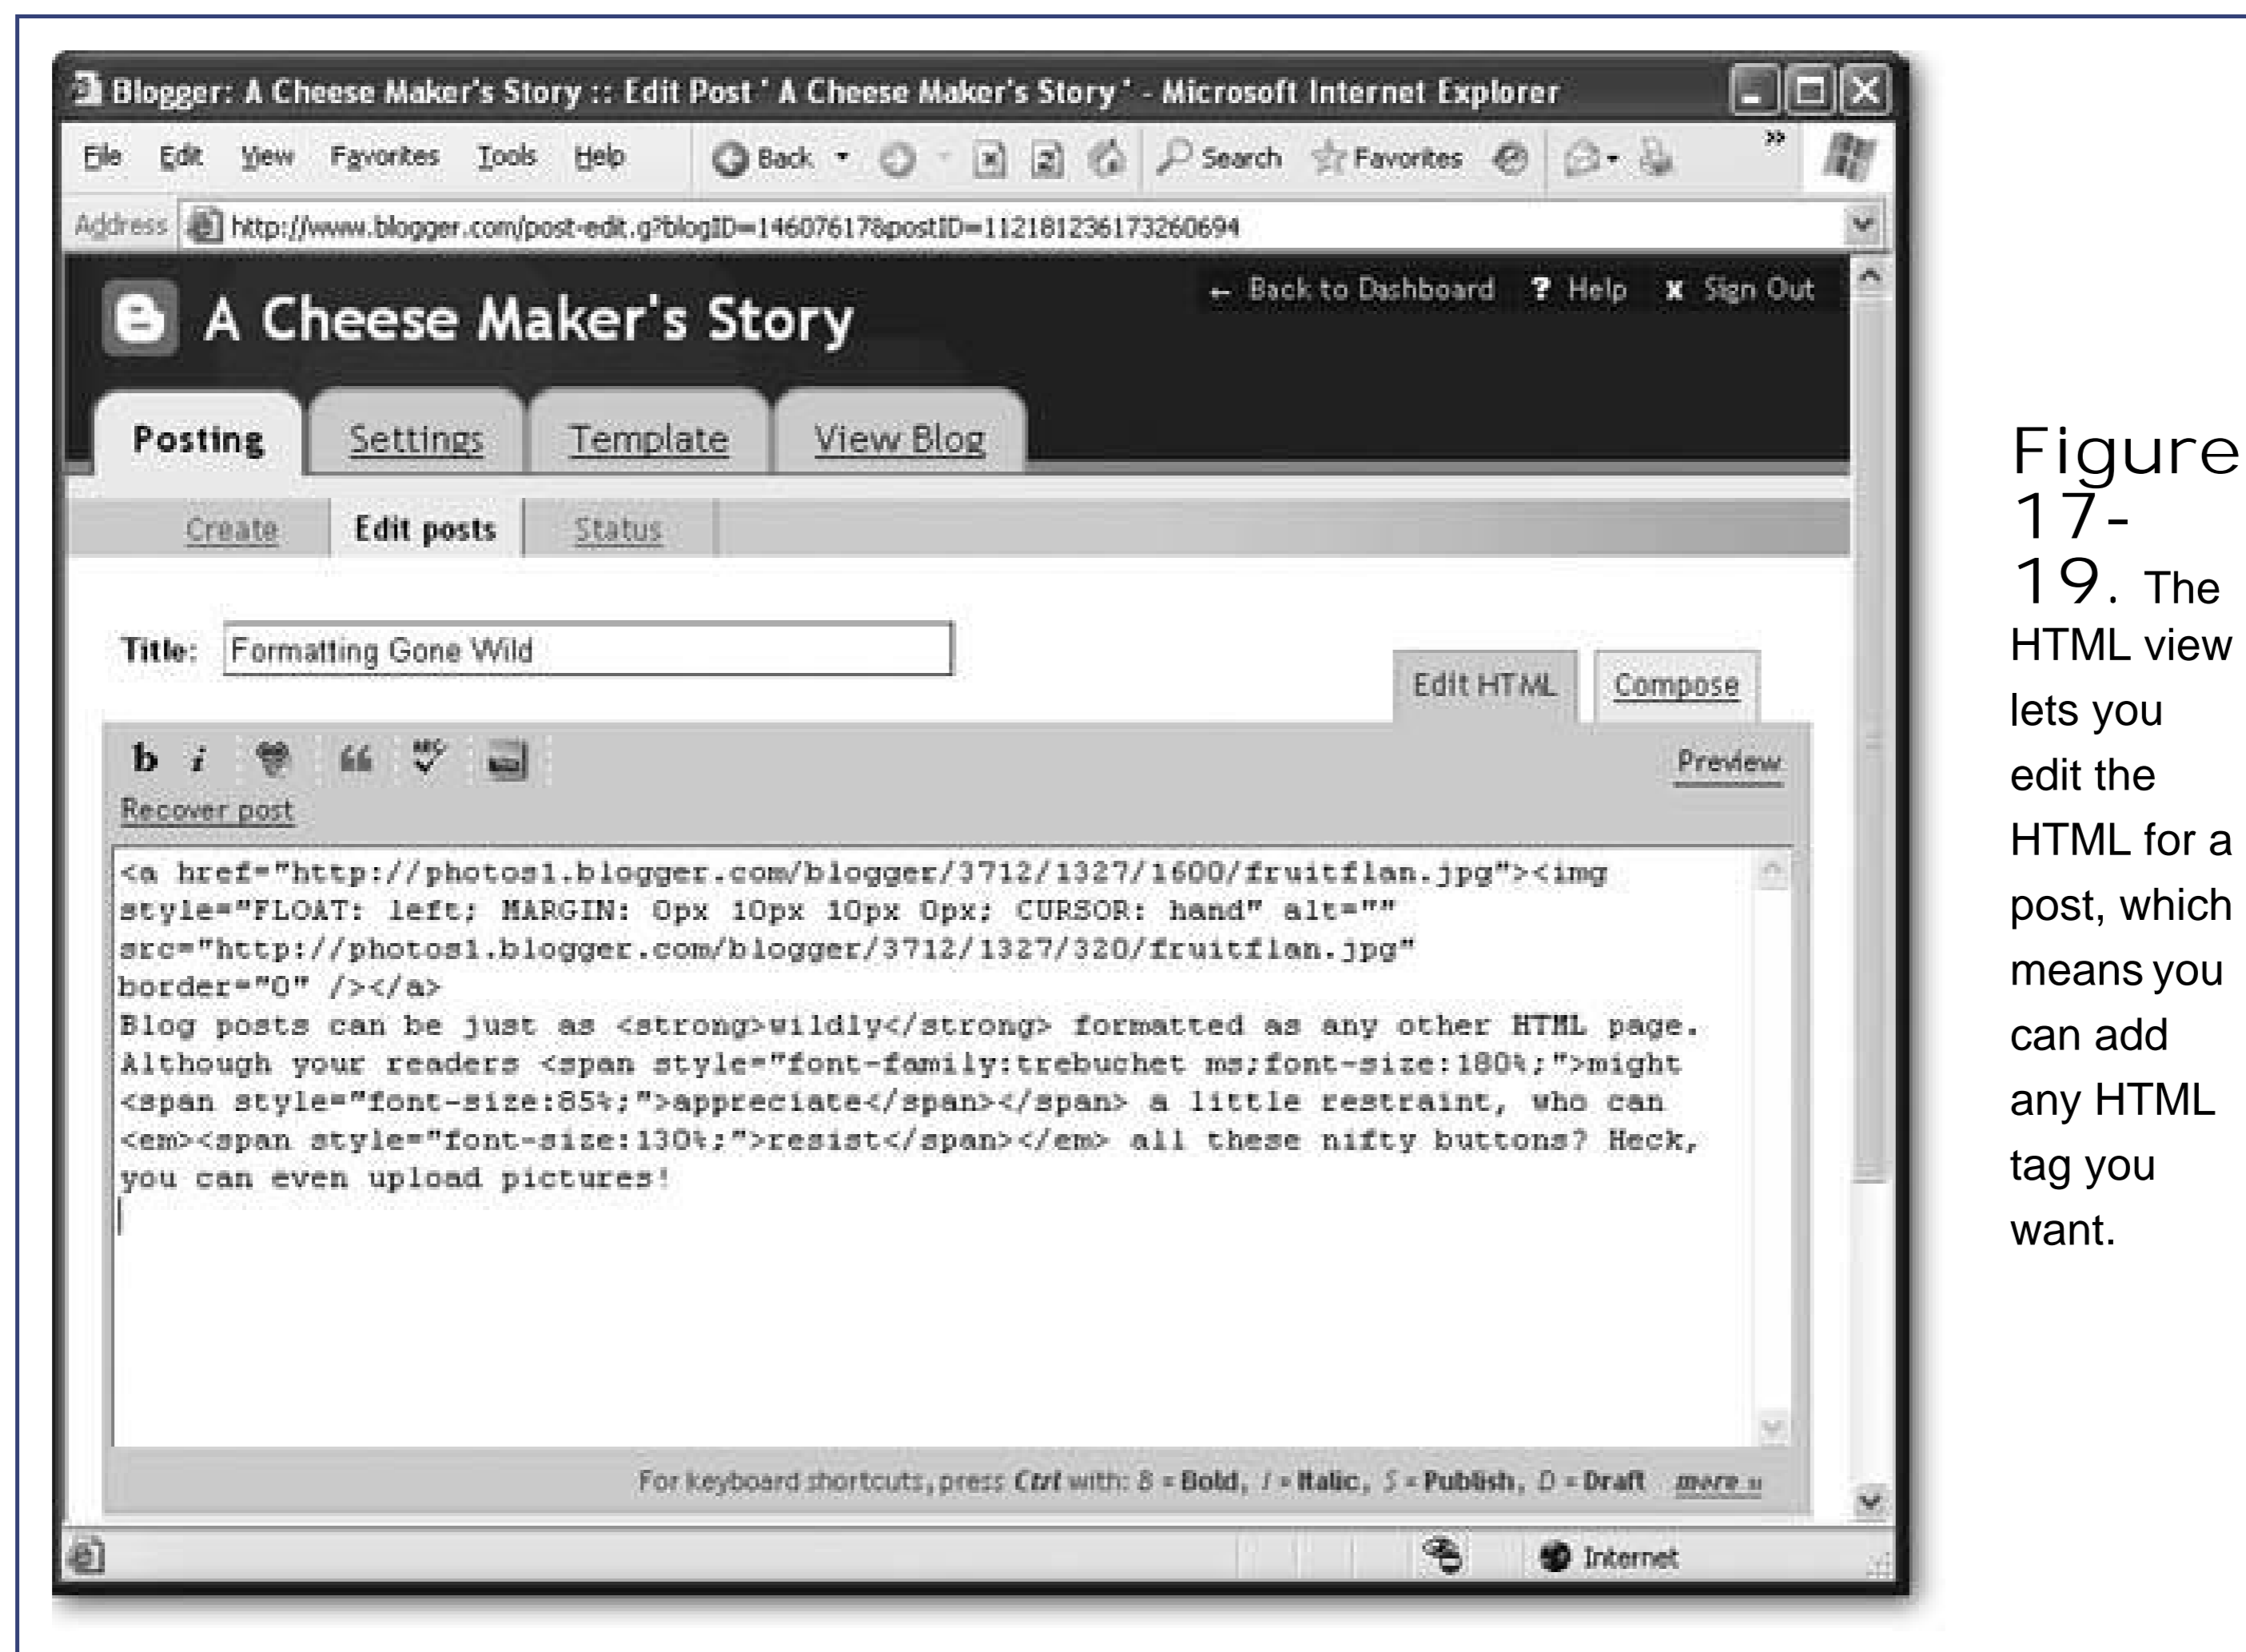 Blogger: A Cheese Maker's Story :: Edit Post ' A Cheese Maker's Story ' - Microsoft Internet Explorer
File Edit View Favorites Tools Help Back Search Favorites »
Address http://www.blogger.com/post-edit.g?blogID=14607617&postID=112181236173260694
← Back to Dashboard ? Help x Sign Out
A Cheese Maker's Story
Posting Settings Template View Blog
Create Edit posts Status
Title: Formatting Gone Wild
Edit HTML Compose
b i “ ABC Preview
Recover post
<a href="http://photos1.blogger.com/blogger/3712/1327/1600/fruitflan.jpg"><img
style="FLOAT: left; MARGIN: 0px 10px 10px 0px; CURSOR: hand" alt=""
src="http://photos1.blogger.com/blogger/3712/1327/320/fruitflan.jpg"
border="0" /></a>
Blog posts can be just as <strong>wildly</strong> formatted as any other HTML page.
Although your readers <span style="font-family:trebuchet ms;font-size:180%;">might
<span style="font-size:85%;">appreciate</span></span> a little restraint, who can
<em><span style="font-size:130%;">resist</span></em> all these nifty buttons? Heck,
you can even upload pictures!
For keyboard shortcuts, press Ctrl with: B = Bold, I = Italic, S = Publish, D = Draft more »
Internet
Figure
17-
19. The
HTML view
lets you
edit the
HTML for a
post, which
means you
can add
any HTML
tag you
want.